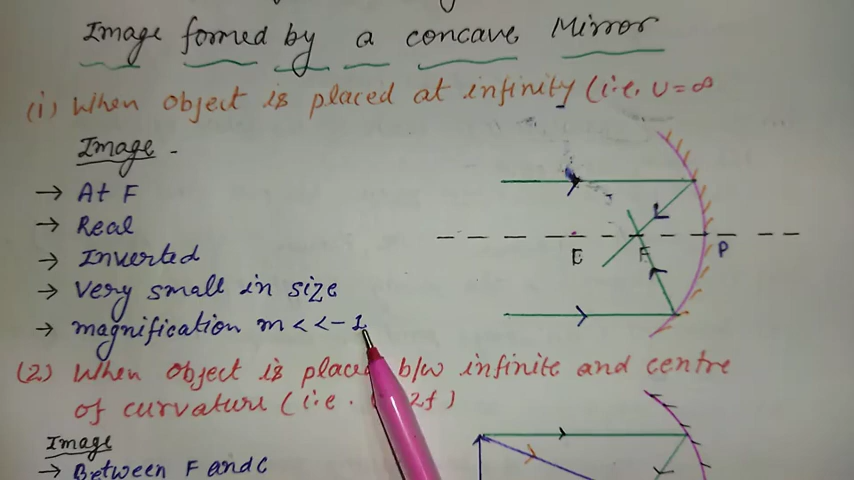 Image formed by a concave Mirror
(i) When object is placed at infinity (i.e. u = ∞
Image -
→ At F
→ Real
→ Inverted
→ Very small in size
→ magnification m < < - 1
F P
(2) When object is placed b/w infinite and centre
of curvature (i.e. 2f)
Image
→ Between F and C